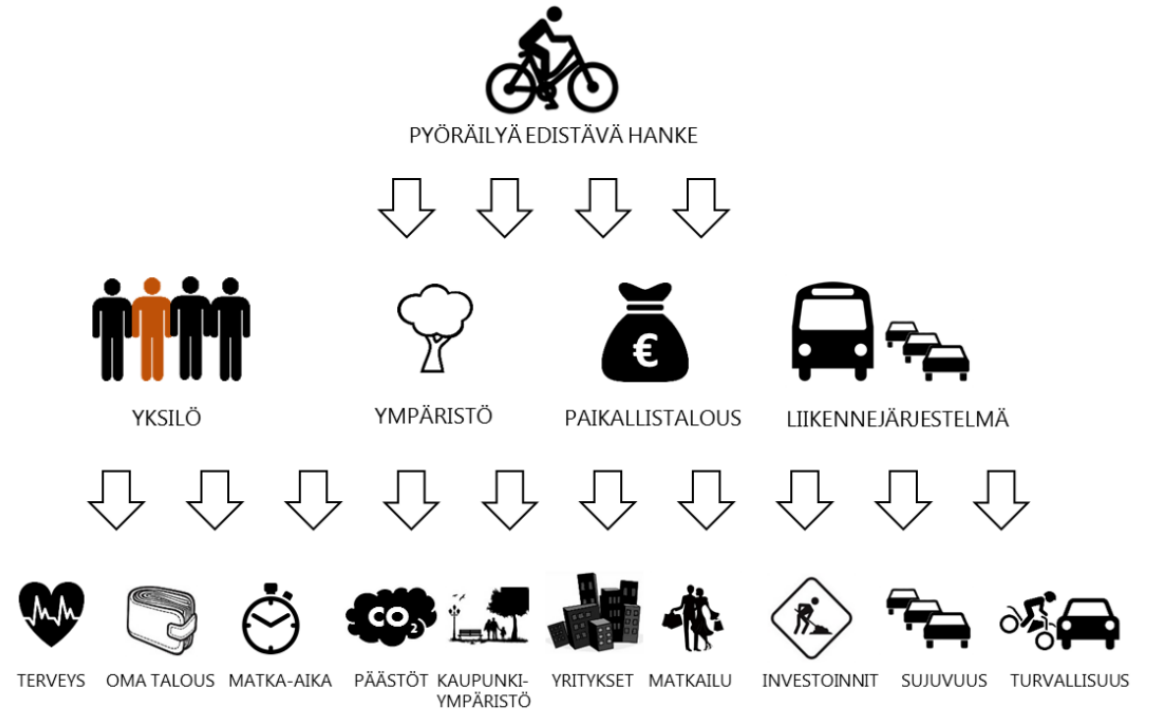 PYÖRÄILYÄ EDISTÄVÄ HANKE
€
YKSILÖ
YMPÄRISTÖ
PAIKALLISTALOUS
LIIKENNEJÄRJESTELMÄ
CO2
TERVEYS
OMA TALOUS
MATKA-AIKA
PÄÄSTÖT
KAUPUNKI-
YMPÄRISTÖ
YRITYKSET
MATKAILU
INVESTOINNIT
SUJUVUUS
TURVALLISUUS